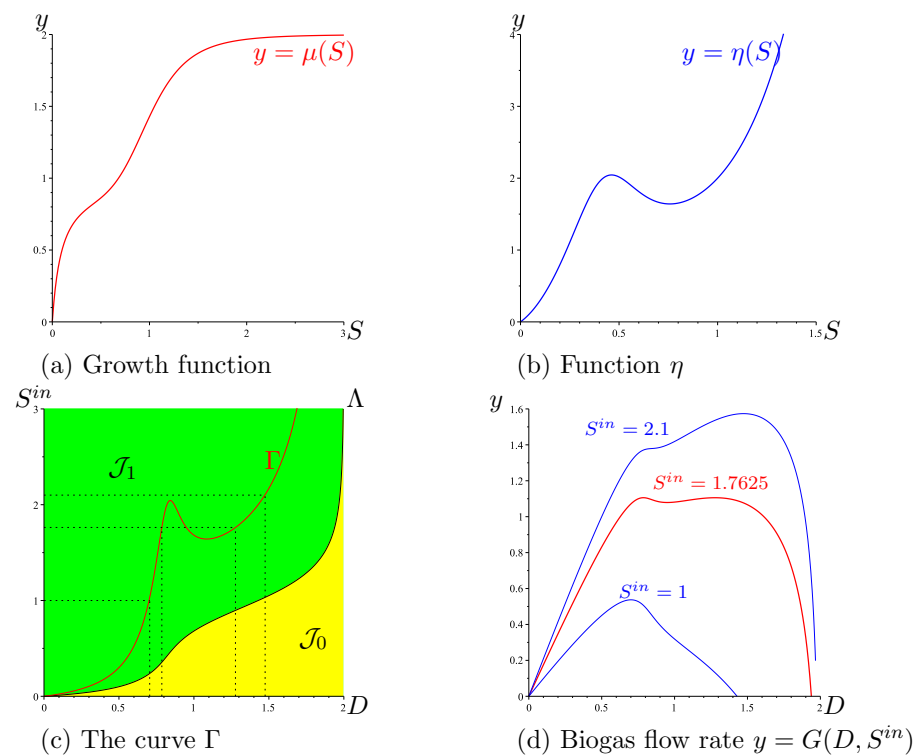 y
y = μ(S)
2
1.5
1
0.5
0
0 1 2 3 S
(a) Growth function
y
y = η(S)
4
3
2
1
0
0 0.5 1 1.5 S
(b) Function η
S^{in}
3
2
1
0
Λ
Γ
𝒥₁
𝒥₀
0 0.5 1 1.5 2 D
(c) The curve Γ
y
1.6
1.4
1.2
1
0.8
0.6
0.4
0.2
0
S^{in} = 2.1
S^{in} = 1.7625
S^{in} = 1
0 0.5 1 1.5 2 D
(d) Biogas flow rate y = G(D, S^{in})